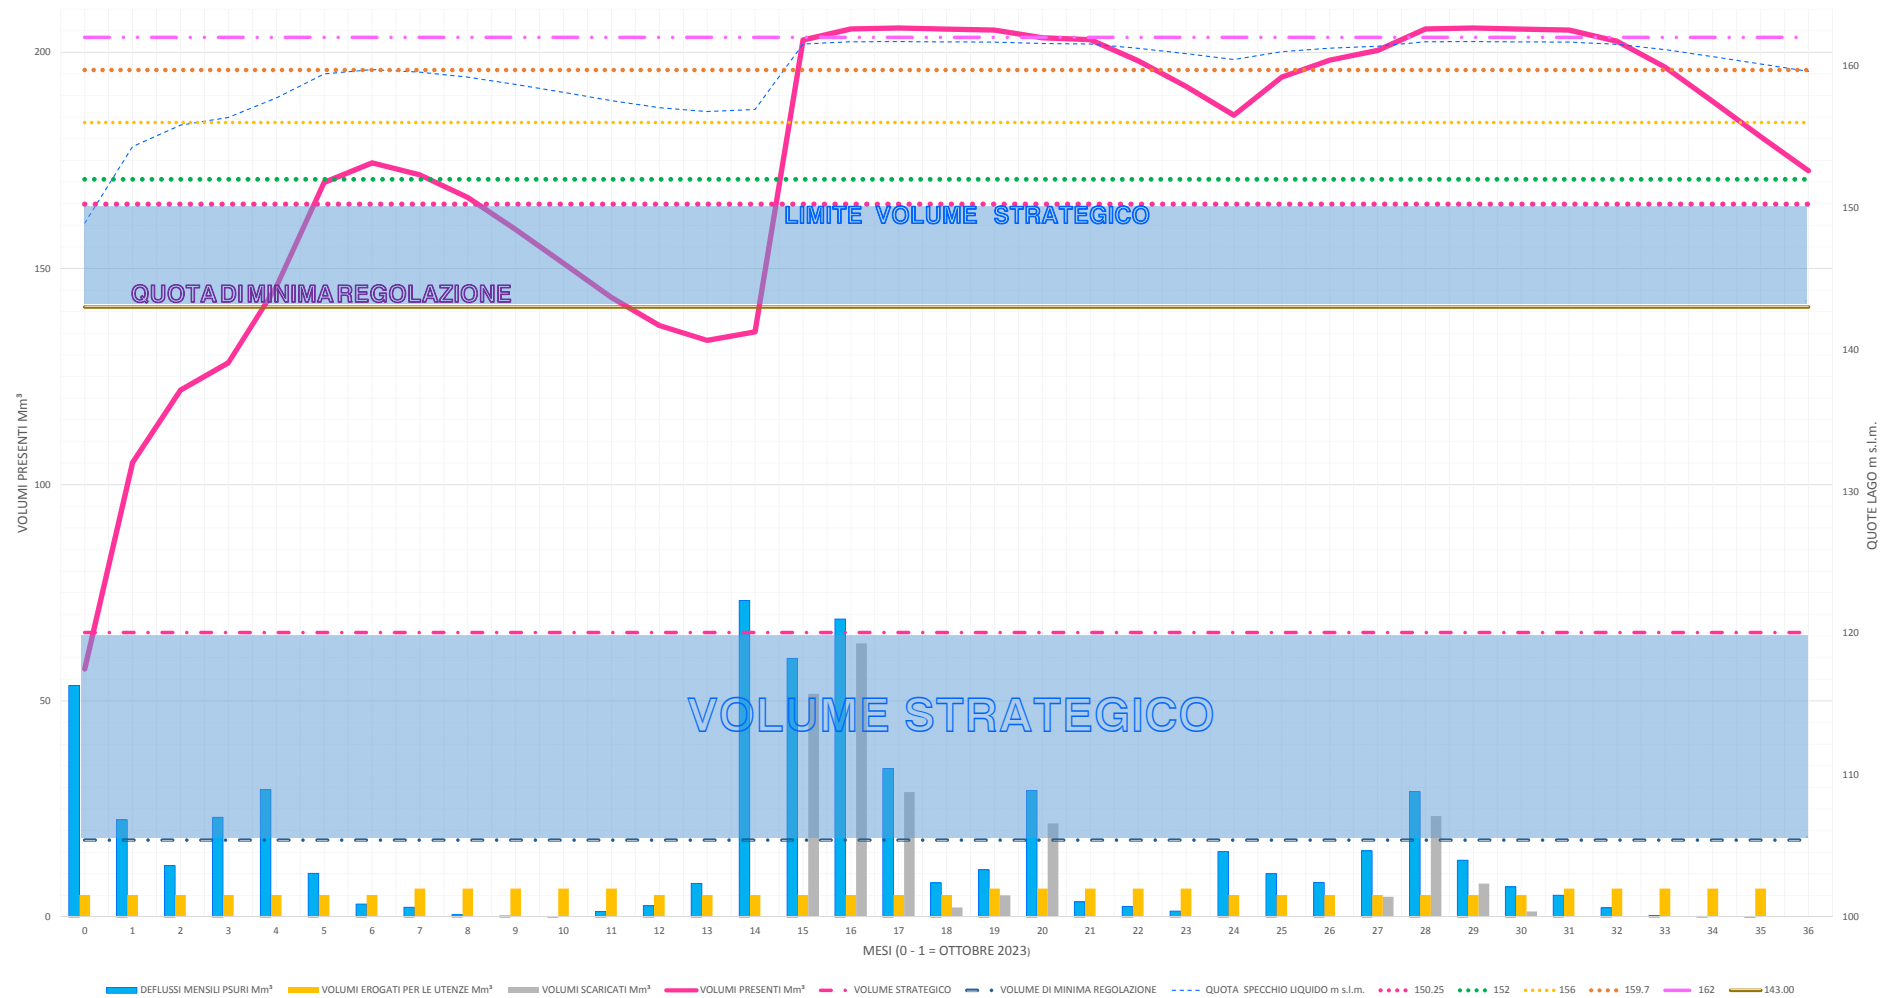 200
150
100
50
0
VOLUMI PRESENTI Mm³
160
150
140
130
120
110
100
QUOTE LAGO m s.l.m.
LIMITE VOLUME STRATEGICO
QUOTA DI MINIMA REGOLAZIONE
VOLUME STRATEGICO
0 1 2 3 4 5 6 7 8 9 10 11 12 13 14 15 16 17 18 19 20 21 22 23 24 25 26 27 28 29 30 31 32 33 34 35 36
MESI (0 - 1 = OTTOBRE 2023)
DEFLUSSI MENSILI PSURI Mm³ VOLUMI EROGATI PER LE UTENZE Mm³ VOLUMI SCARICATI Mm³ VOLUMI PRESENTI Mm³ VOLUME STRATEGICO VOLUME DI MINIMA REGOLAZIONE QUOTA SPECCHIO LIQUIDO m s.l.m. 150.25 152 156 159.7 162 143.00